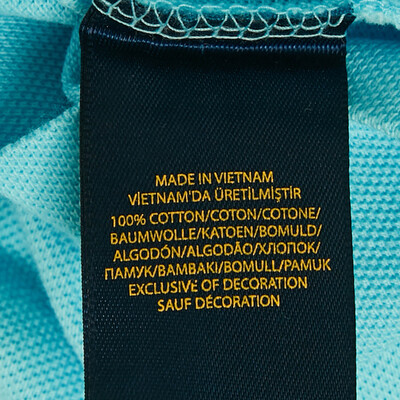 MADE IN VIETNAM
VİETNAM'DA ÜRETİLMİŞTİR
100% COTTON/COTON/COTONE/
BAUMWOLLE/KATOEN/BOMULD/
ALGODÓN/ALGODÃO/ХЛОПОК/
ПАМУК/BAMBAKI/BOMULL/PAMUK
EXCLUSIVE OF DECORATION
SAUF DÉCORATION